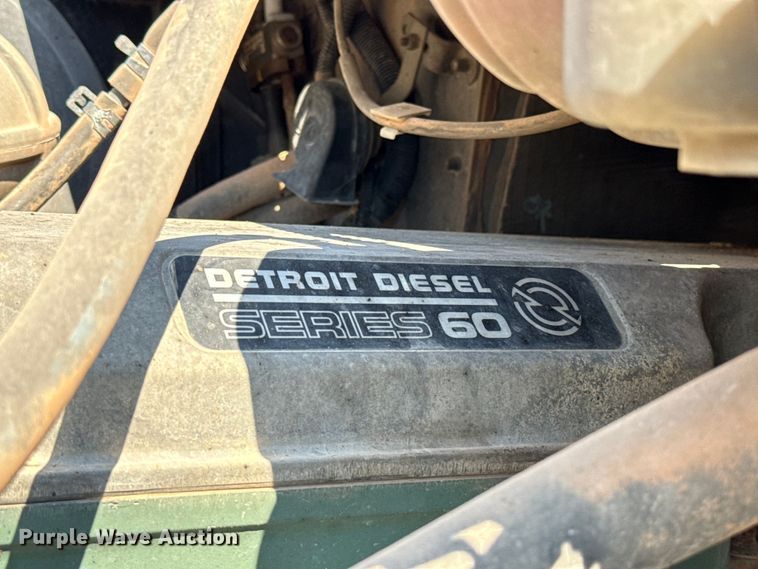 DETROIT DIESEL
SERIES 60
Purple Wave Auction